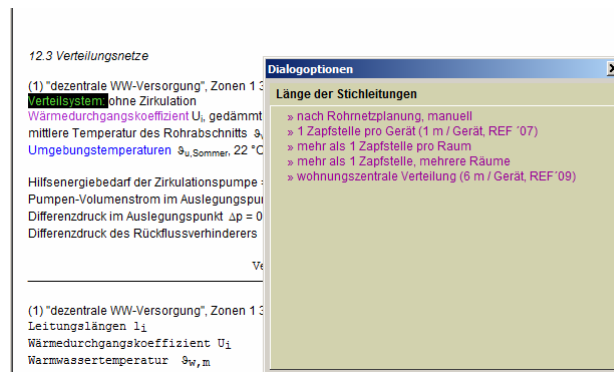 12.3 Verteilungsnetze
(1) "dezentrale WW-Versorgung", Zonen 1 3
Verteilsystem: ohne Zirkulation
Wärmedurchgangskoeffizient Ui, gedämmt
mittlere Temperatur des Rohrabschnitts
Umgebungstemperaturen ϑu,Sommer, 22 °C
Hilfsenergiebedarf der Zirkulationspumpe =
Pumpen-Volumenstrom im Auslegungspu
Differenzdruck im Auslegungspunkt Δp = 0
Differenzdruck des Rückflussverhinderers
Ve
(1) "dezentrale WW-Versorgung", Zonen 1 3
Leitungslängen li
Wärmedurchgangskoeffizient Ui
Warmwassertemperatur ϑw,m
Dialogoptionen
Länge der Stichleitungen
» nach Rohrnetzplanung, manuell
» 1 Zapfstelle pro Gerät (1 m / Gerät, REF ´07)
» mehr als 1 Zapfstelle pro Raum
» mehr als 1 Zapfstelle, mehrere Räume
» wohnungszentrale Verteilung (6 m / Gerät, REF´09)